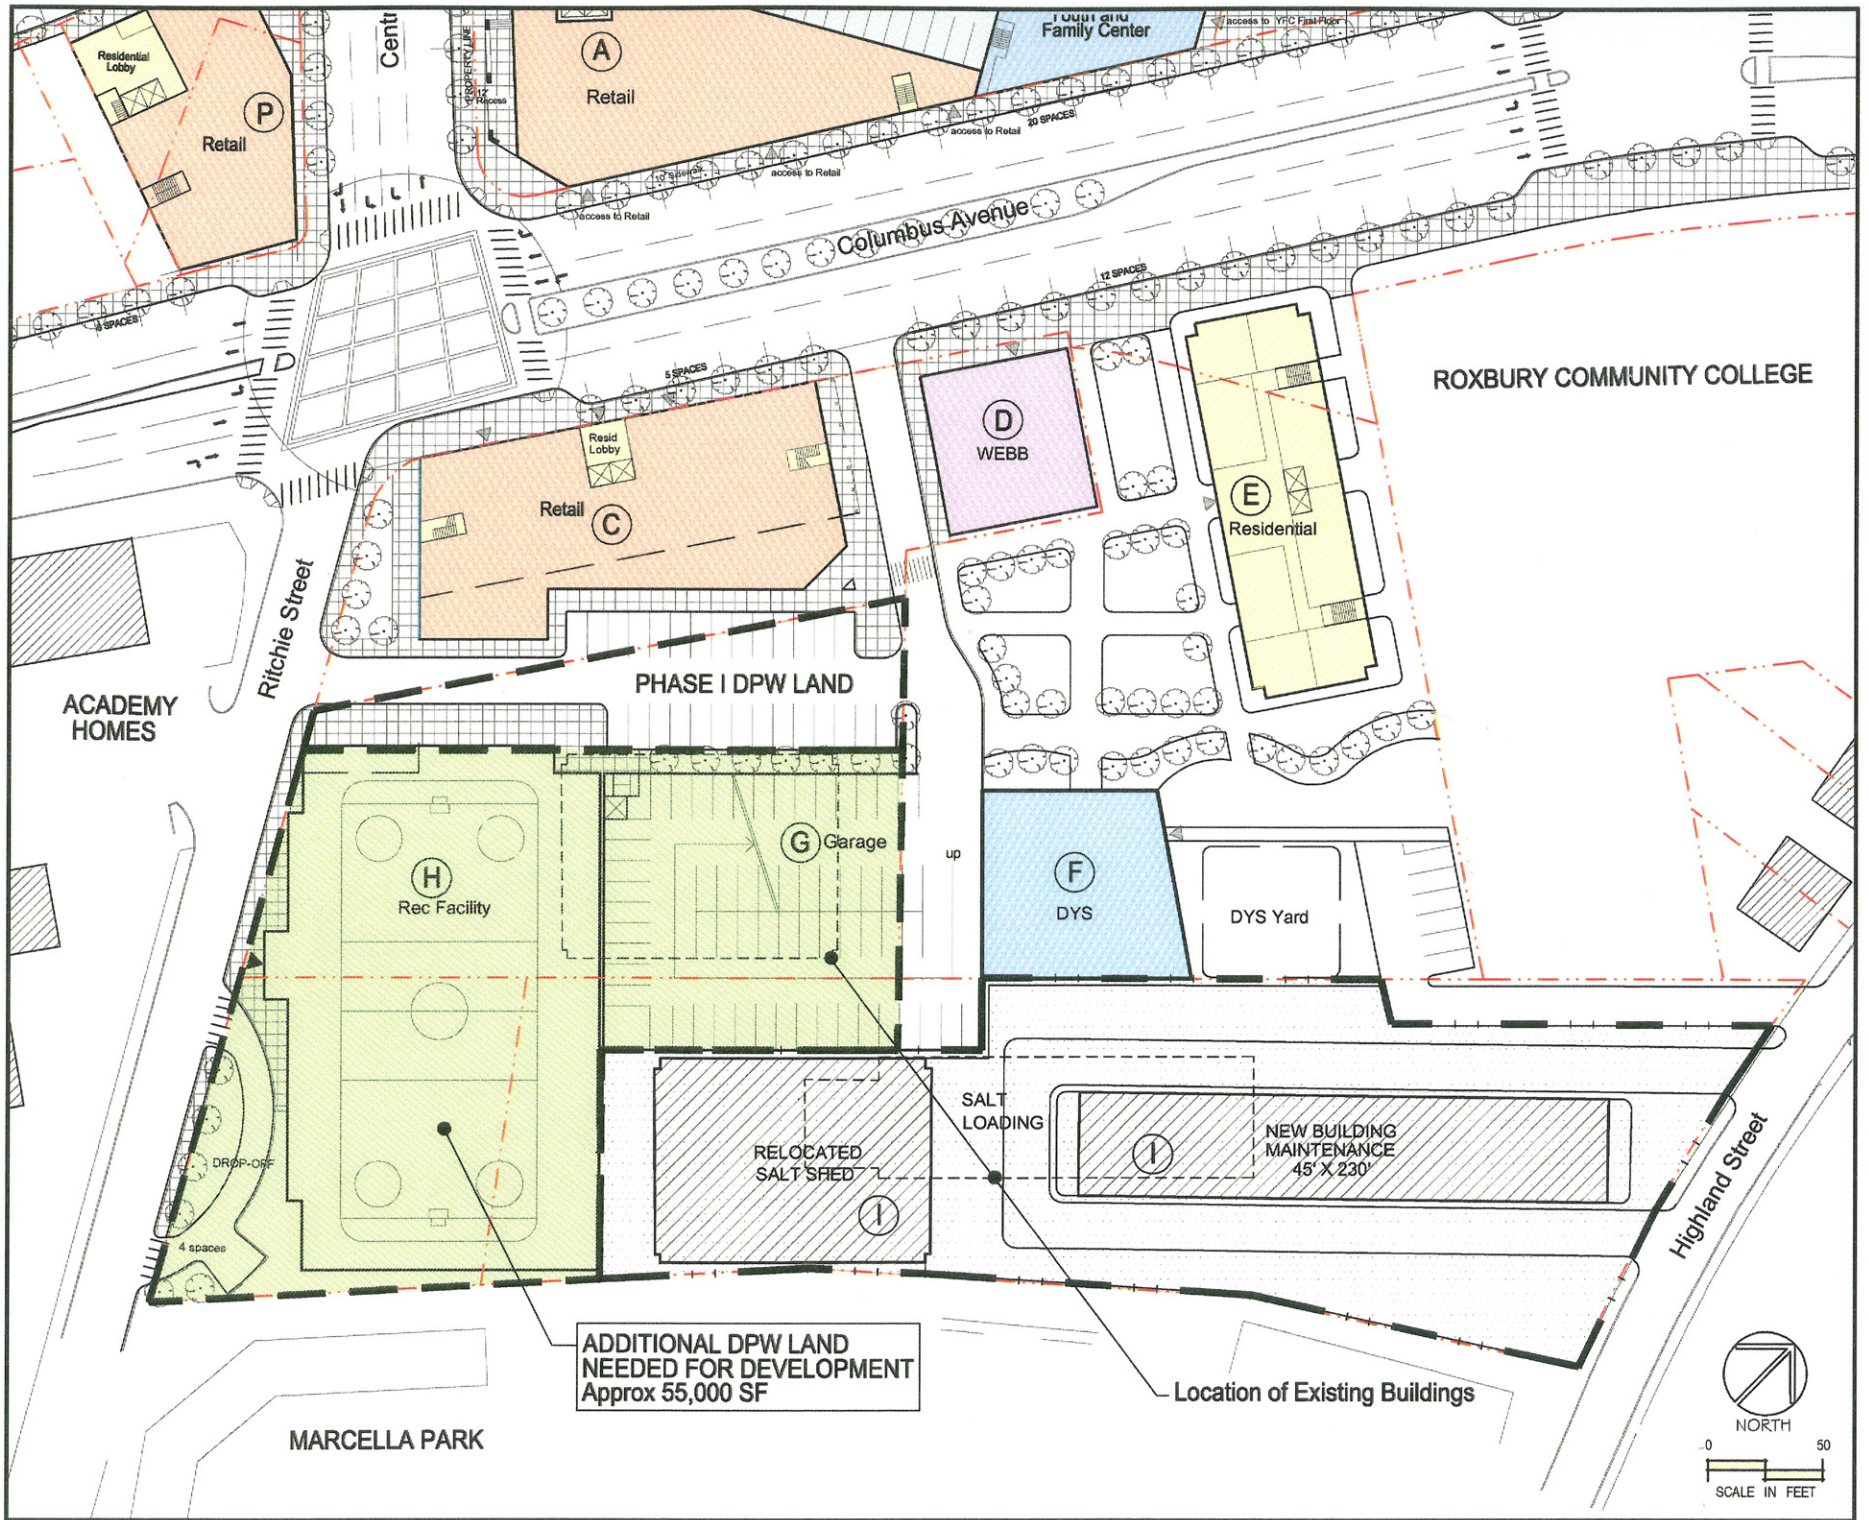 Residential
Lobby
P
Retail
PROPERTY LINE
12'
Recess
A
Retail
Family Center
access to YFC First Floor
access to Retail
20 SPACES
access to Retail
10' Sidewalk
access to Retail
Columbus Avenue
12 SPACES
5 SPACES
ROXBURY COMMUNITY COLLEGE
D
WEBB
Resid
Lobby
Retail
C
E
Residential
Ritchie Street
ACADEMY
HOMES
PHASE I DPW LAND
G Garage
up
H
Rec Facility
F
DYS
DYS Yard
SALT
LOADING
RELOCATED
SALT SHED
I
I
NEW BUILDING
MAINTENANCE
45' X 230'
Highland Street
DROP-OFF
4 spaces
ADDITIONAL DPW LAND
NEEDED FOR DEVELOPMENT
Approx 55,000 SF
Location of Existing Buildings
MARCELLA PARK
NORTH
0 50
SCALE IN FEET